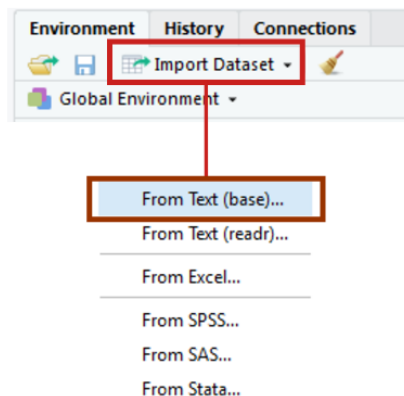 Environment History Connections
Import Dataset
Global Environment
From Text (base)...
From Text (readr)...
From Excel...
From SPSS...
From SAS...
From Stata...